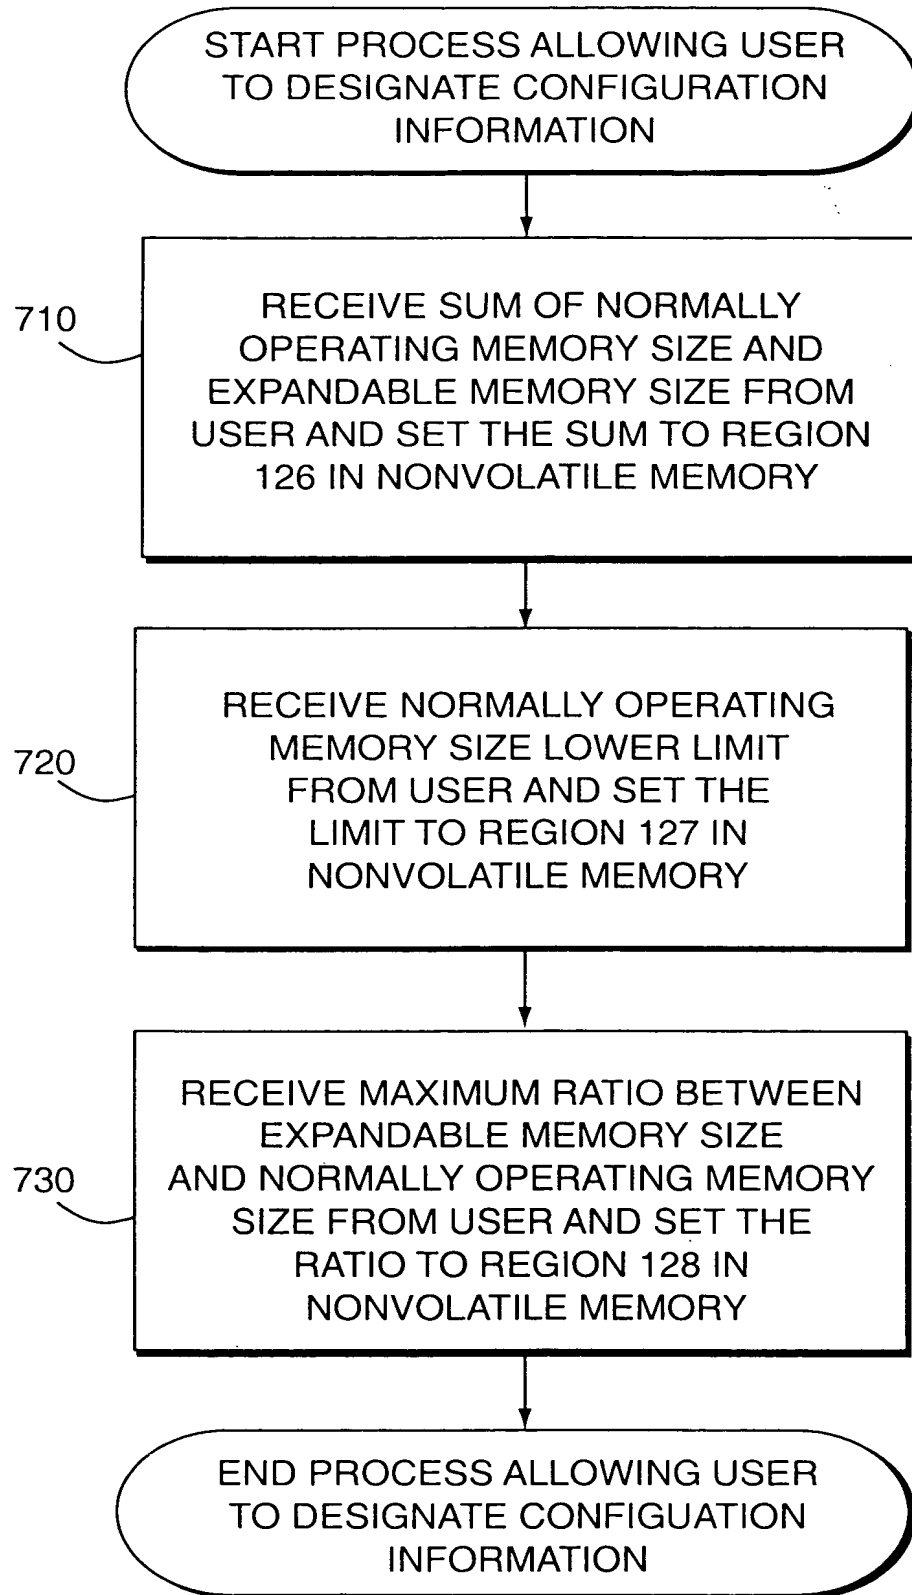 START PROCESS ALLOWING USER
TO DESIGNATE CONFIGURATION
INFORMATION
710
RECEIVE SUM OF NORMALLY
OPERATING MEMORY SIZE AND
EXPANDABLE MEMORY SIZE FROM
USER AND SET THE SUM TO REGION
126 IN NONVOLATILE MEMORY
720
RECEIVE NORMALLY OPERATING
MEMORY SIZE LOWER LIMIT
FROM USER AND SET THE
LIMIT TO REGION 127 IN
NONVOLATILE MEMORY
730
RECEIVE MAXIMUM RATIO BETWEEN
EXPANDABLE MEMORY SIZE
AND NORMALLY OPERATING MEMORY
SIZE FROM USER AND SET THE
RATIO TO REGION 128 IN
NONVOLATILE MEMORY
END PROCESS ALLOWING USER
TO DESIGNATE CONFIGUATION
INFORMATION